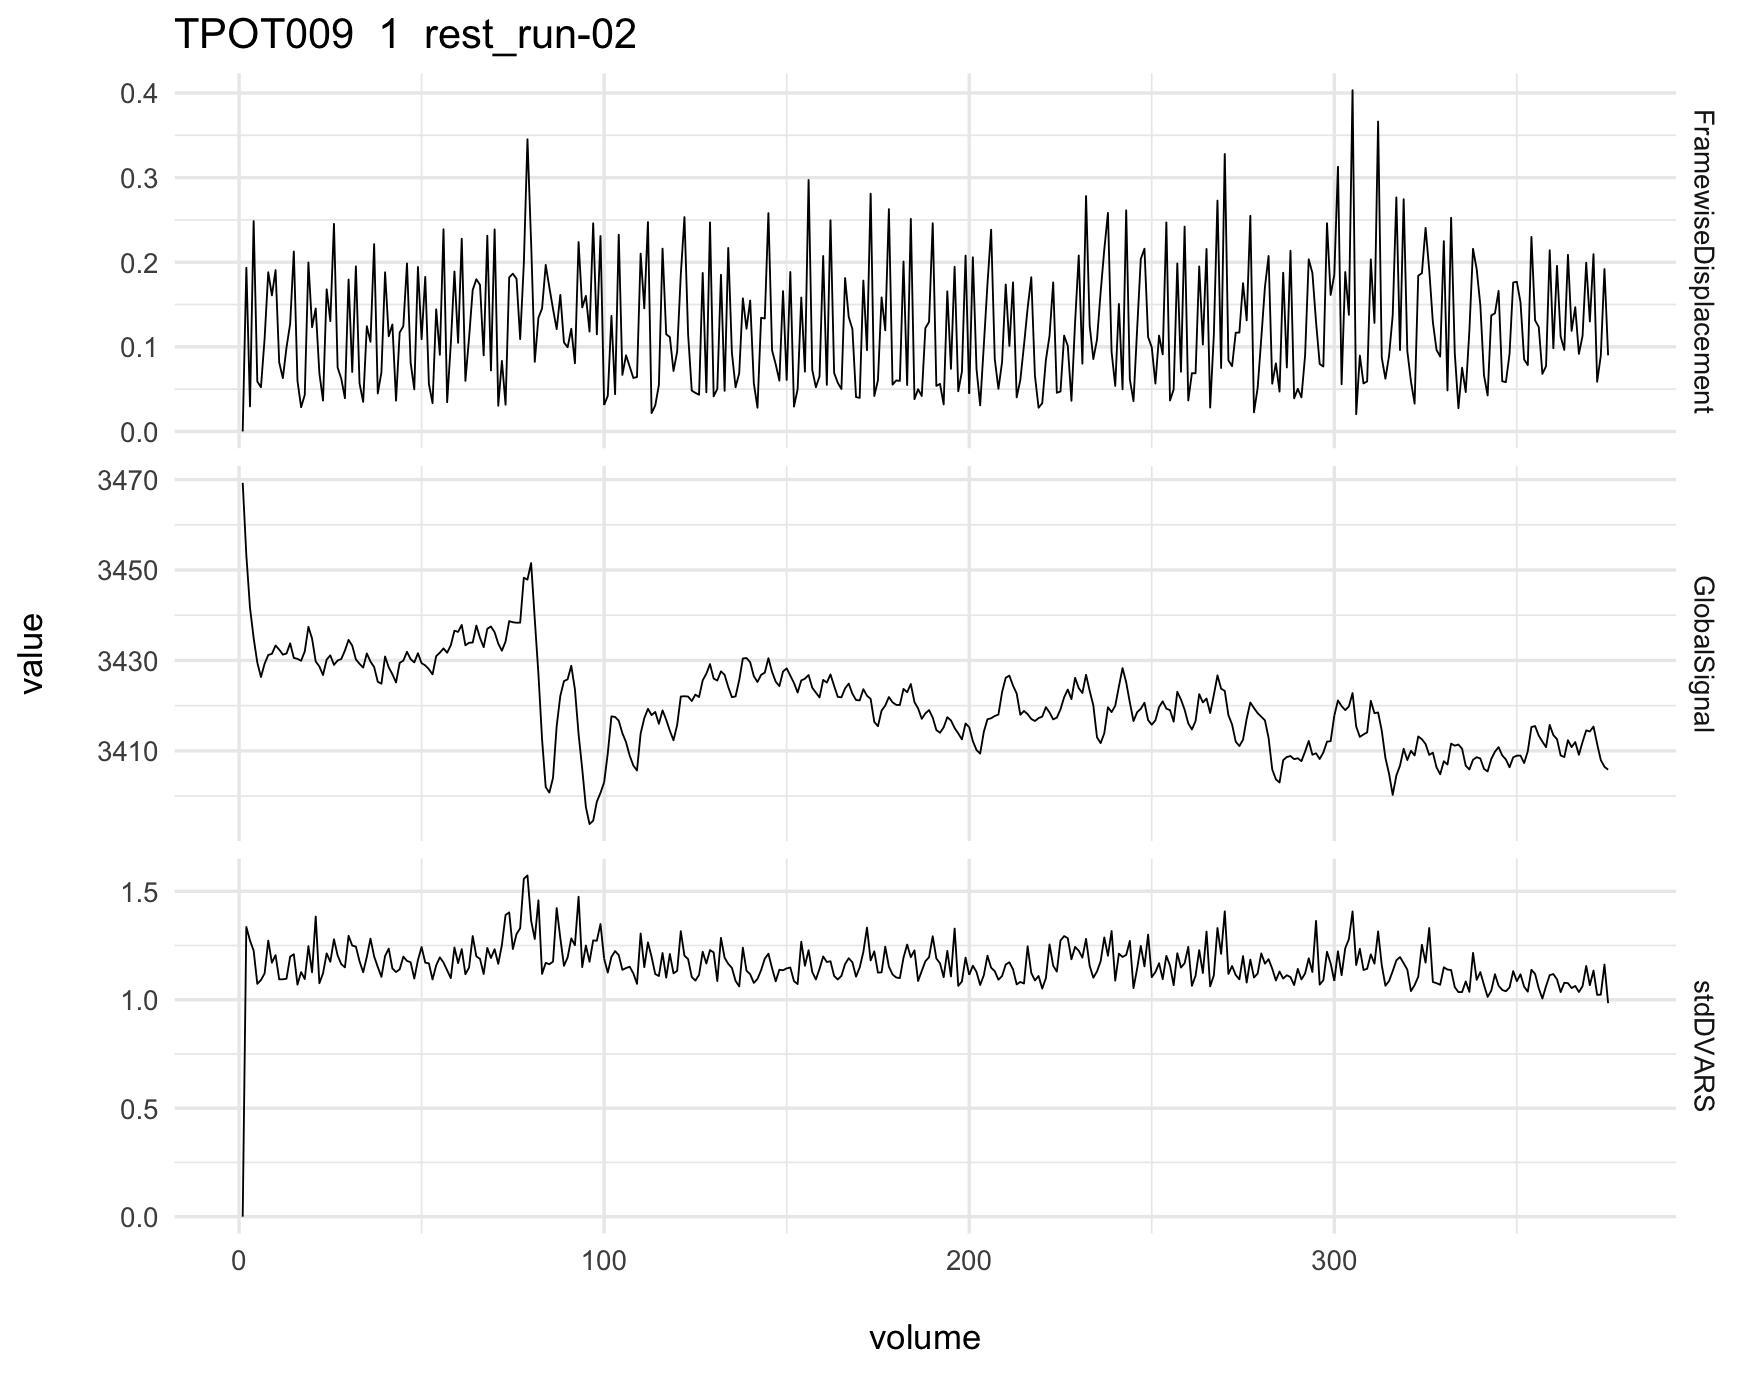 TPOT009  1  rest_run-02
0.4
0.3
0.2
0.1
0.0
FramewiseDisplacement
3470
3450
3430
3410
GlobalSignal
value
1.5
1.0
0.5
0.0
stdDVARS
0 100 200 300
volume